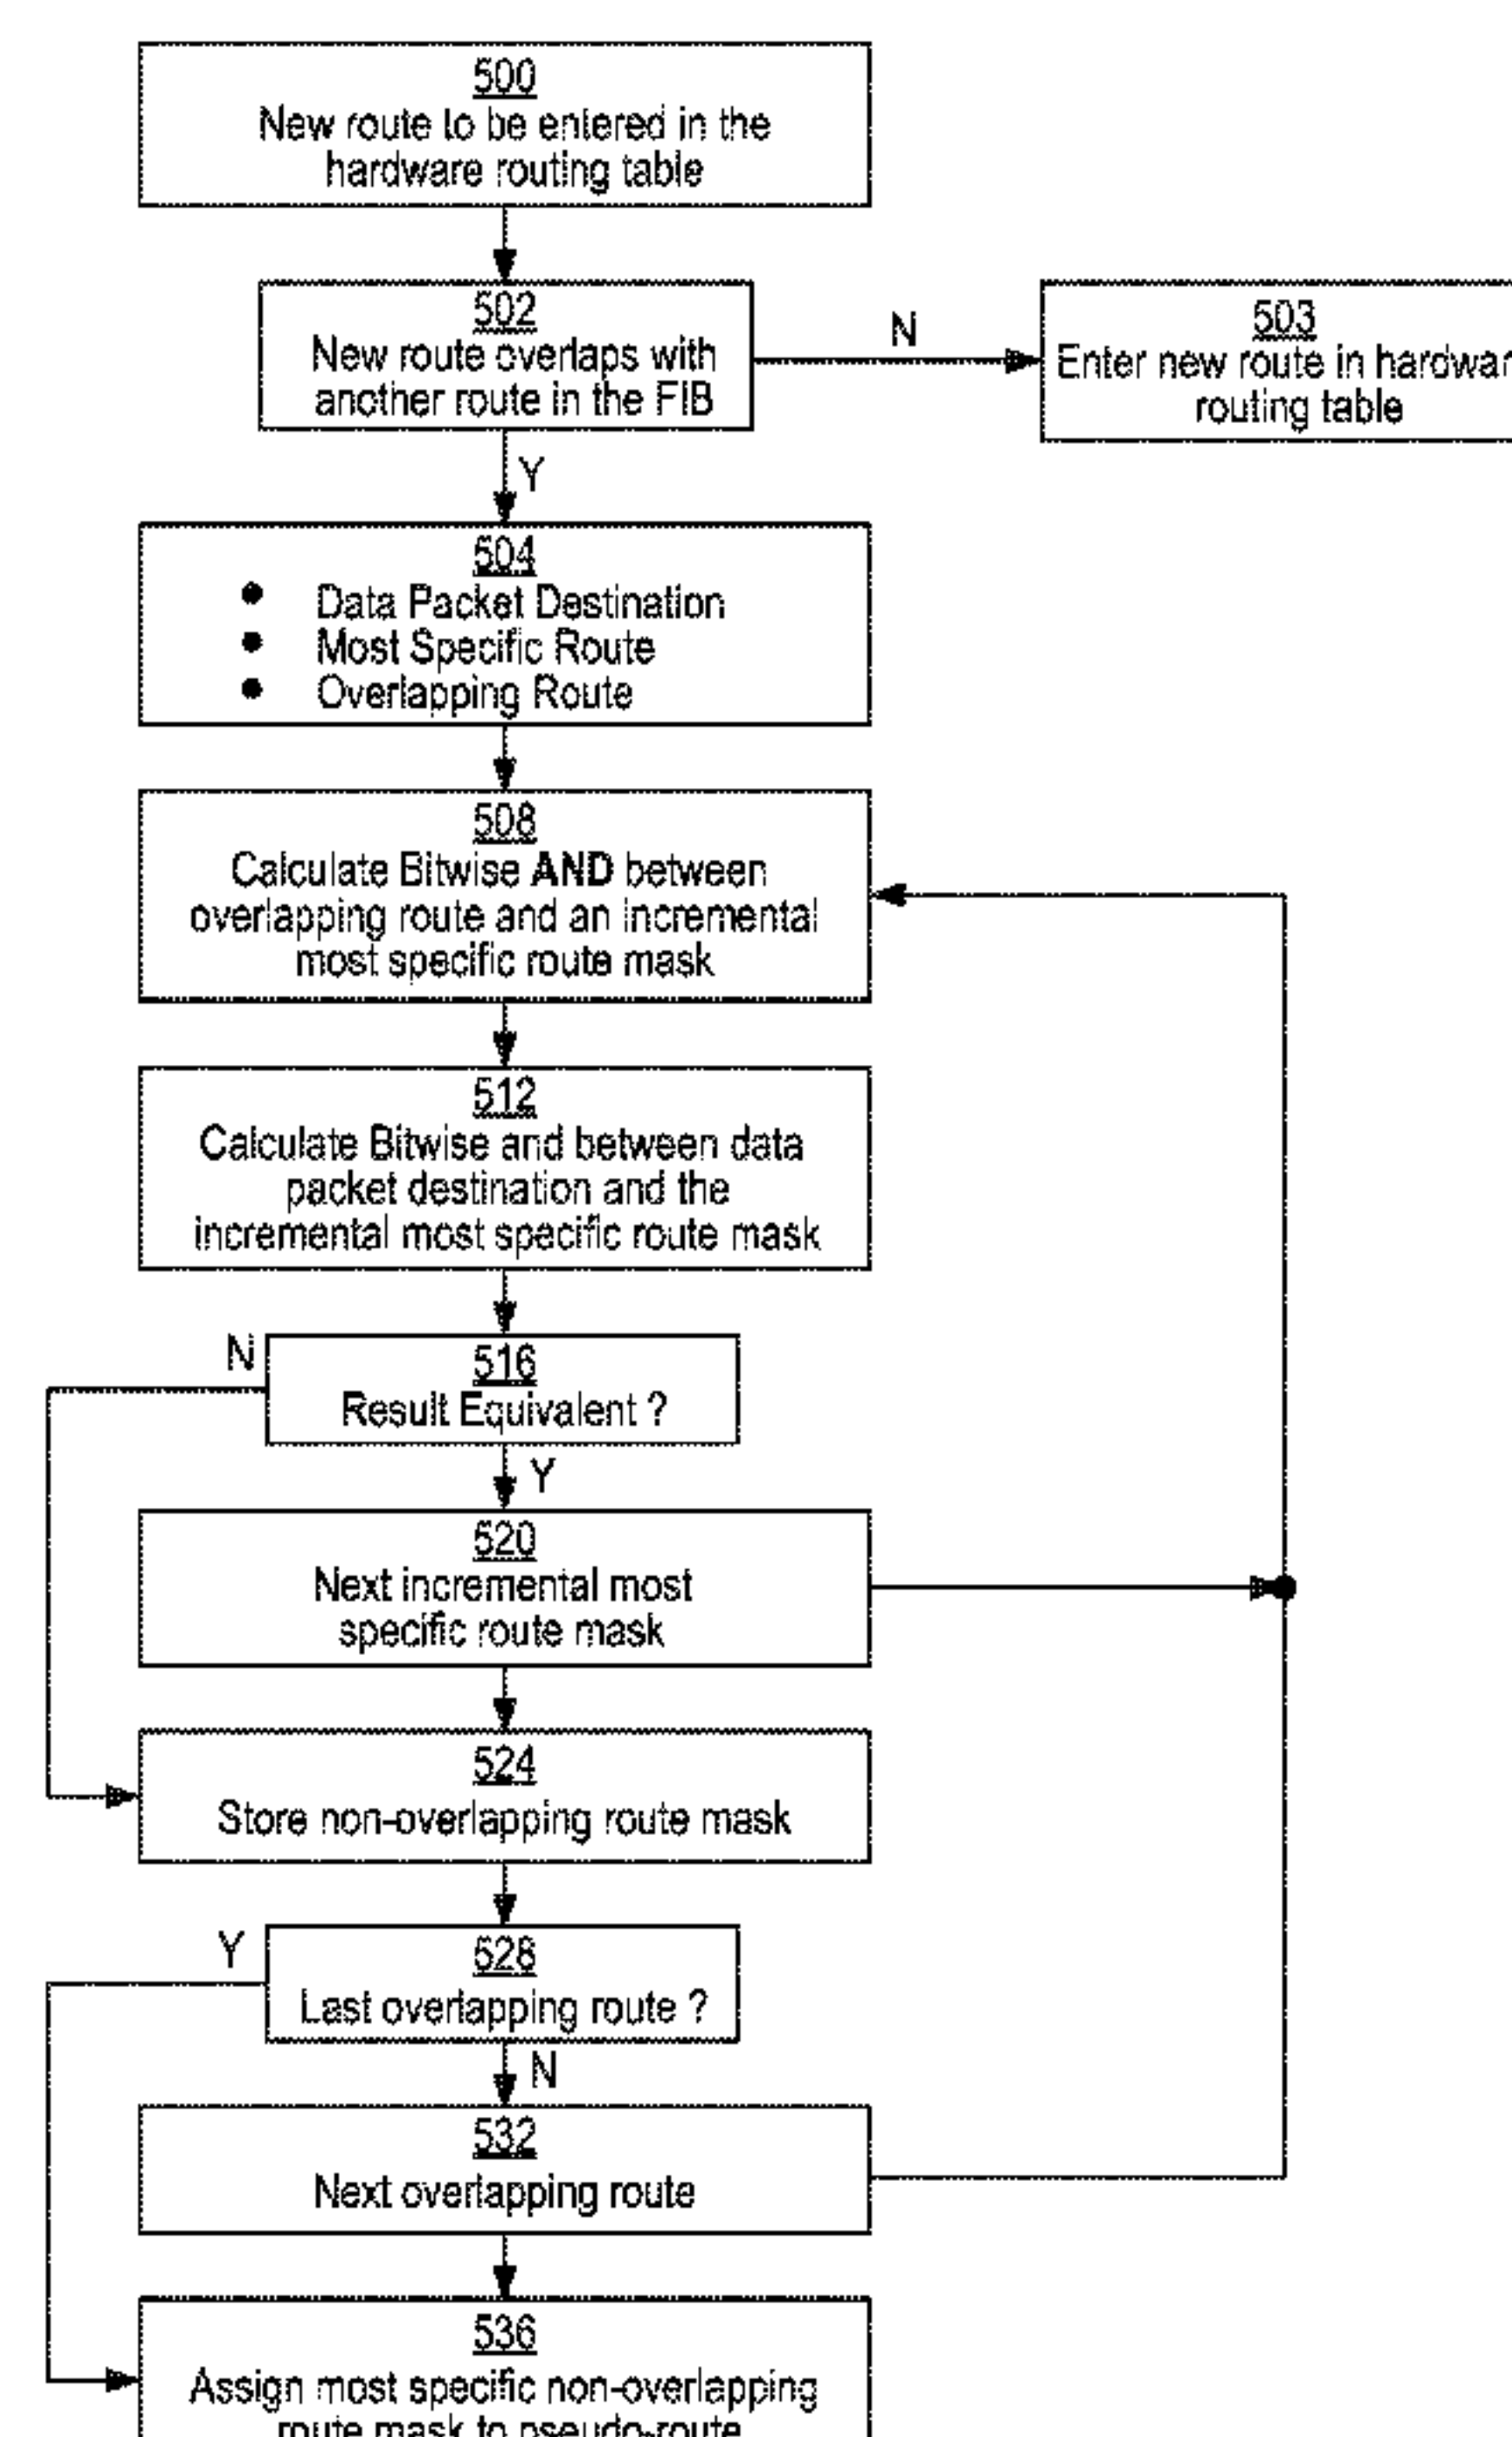 500
New route to be entered in the
hardware routing table
502
New route overlaps with
another route in the FIB
N
503
Enter new route in
routing table
Y
504
• Data Packet Destination
• Most Specific Route
• Overlapping Route
508
Calculate Bitwise AND between
overlapping route and an incremental
most specific route mask
512
Calculate Bitwise and between data
packet destination and the
incremental most specific route mask
N
516
Result Equivalent ?
Y
520
Next incremental most
specific route mask
524
Store non-overlapping route mask
Y
528
Last overlapping route ?
N
532
Next overlapping route
536
Assign most specific non-overlapping
route mask to pseudo-route